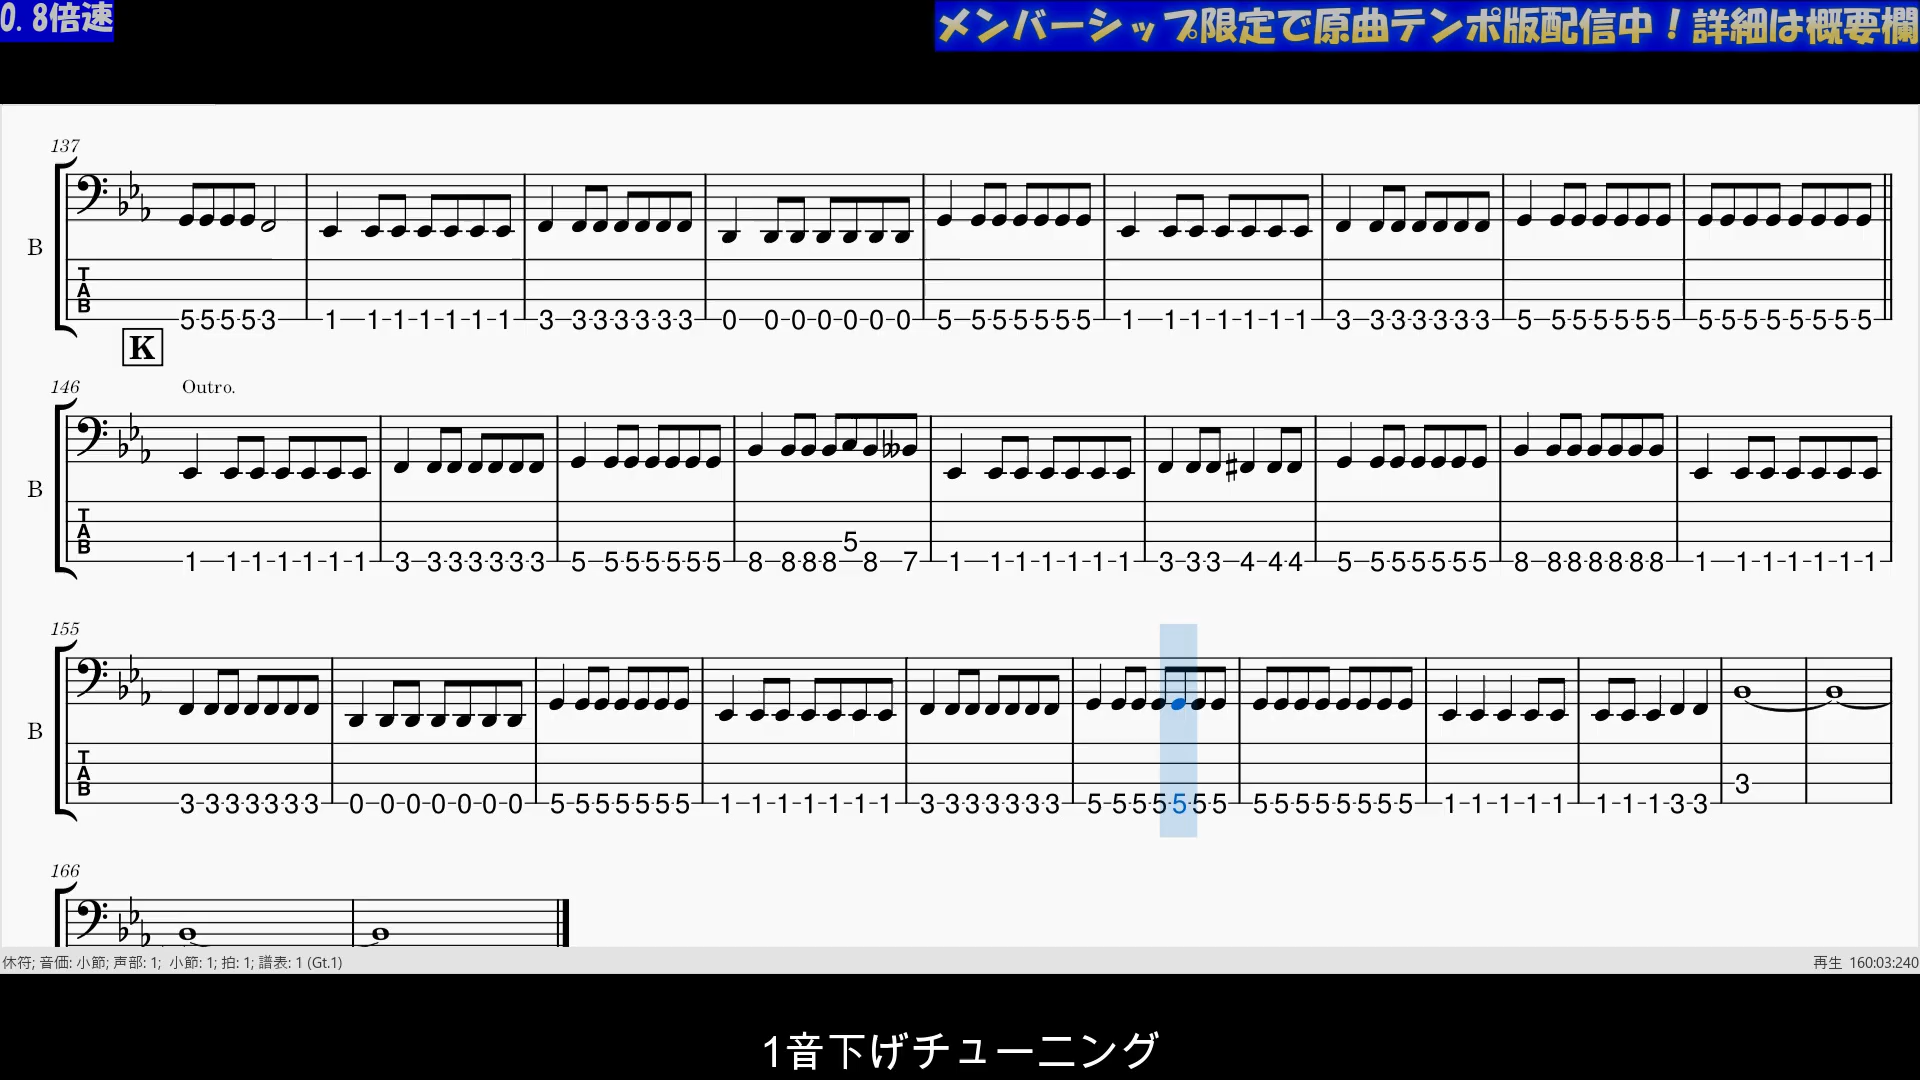 0.8倍速
メンバーシップ限定で原曲テンポ版配信中！詳細は概要欄
137
B
T
A
B
5 5 5 5 3 1 1 1 1 1 1 1 3 3 3 3 3 3 3 0 0 0 0 0 0 0 5 5 5 5 5 5 5 1 1 1 1 1 1 1 3 3 3 3 3 3 3 5 5 5 5 5 5 5 5 5 5 5 5 5 5 5
K
146
Outro.
B
T
A
B
5
1 1 1 1 1 1 1 3 3 3 3 3 3 3 5 5 5 5 5 5 5 8 8 8 8 8 7 1 1 1 1 1 1 1 3 3 3 4 4 4 5 5 5 5 5 5 5 8 8 8 8 8 8 8 1 1 1 1 1 1 1
155
B
T
A
B
3
3 3 3 3 3 3 3 0 0 0 0 0 0 0 5 5 5 5 5 5 5 1 1 1 1 1 1 1 3 3 3 3 3 3 3 5 5 5 5 5 5 5 5 5 5 5 5 5 5 5 5 1 1 1 1 1 1 1 1 3 3
166
休符; 音価: 小節; 声部: 1; 小節: 1; 拍: 1; 譜表: 1 (Gt.1)
再生 160:03:240
1音下げチューニング